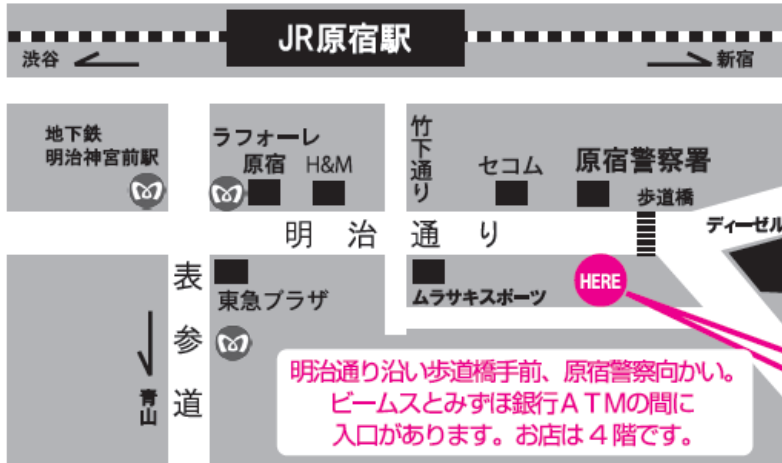 JR原宿駅
渋谷
新宿
地下鉄
明治神宮前駅
ラフォーレ
原宿
H&M
竹下通り
セコム
原宿警察署
歩道橋
ディーゼル
明治通り
表参道
東急プラザ
ムラサキスポーツ
HERE
青山
明治通り沿い歩道橋手前、原宿警察向かい。
ビームスとみずほ銀行ATMの間に
入口があります。お店は4階です。